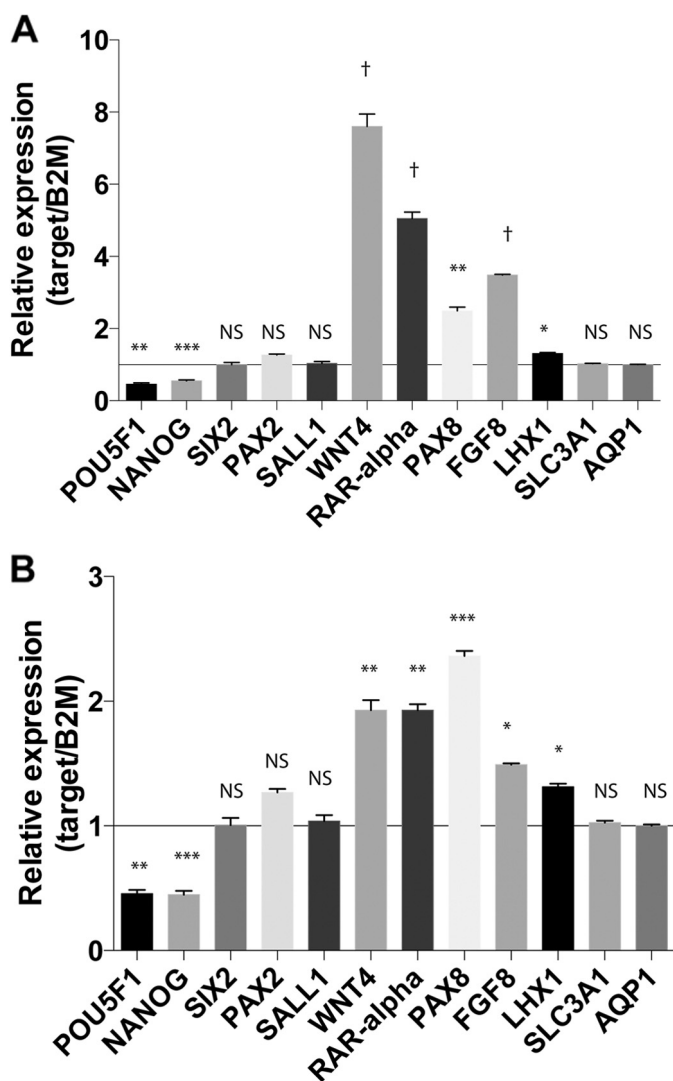 A
Relative expression
(target/B2M)
10
8
6
4
2
0
** *** NS NS NS † † ** † * NS NS
POU5F1 NANOG SIX2 PAX2 SALL1 WNT4 RAR-alpha PAX8 FGF8 LHX1 SLC3A1 AQP1
B
Relative expression
(target/B2M)
3
2
1
0
** *** NS NS NS ** ** *** * * NS NS
POU5F1 NANOG SIX2 PAX2 SALL1 WNT4 RAR-alpha PAX8 FGF8 LHX1 SLC3A1 AQP1